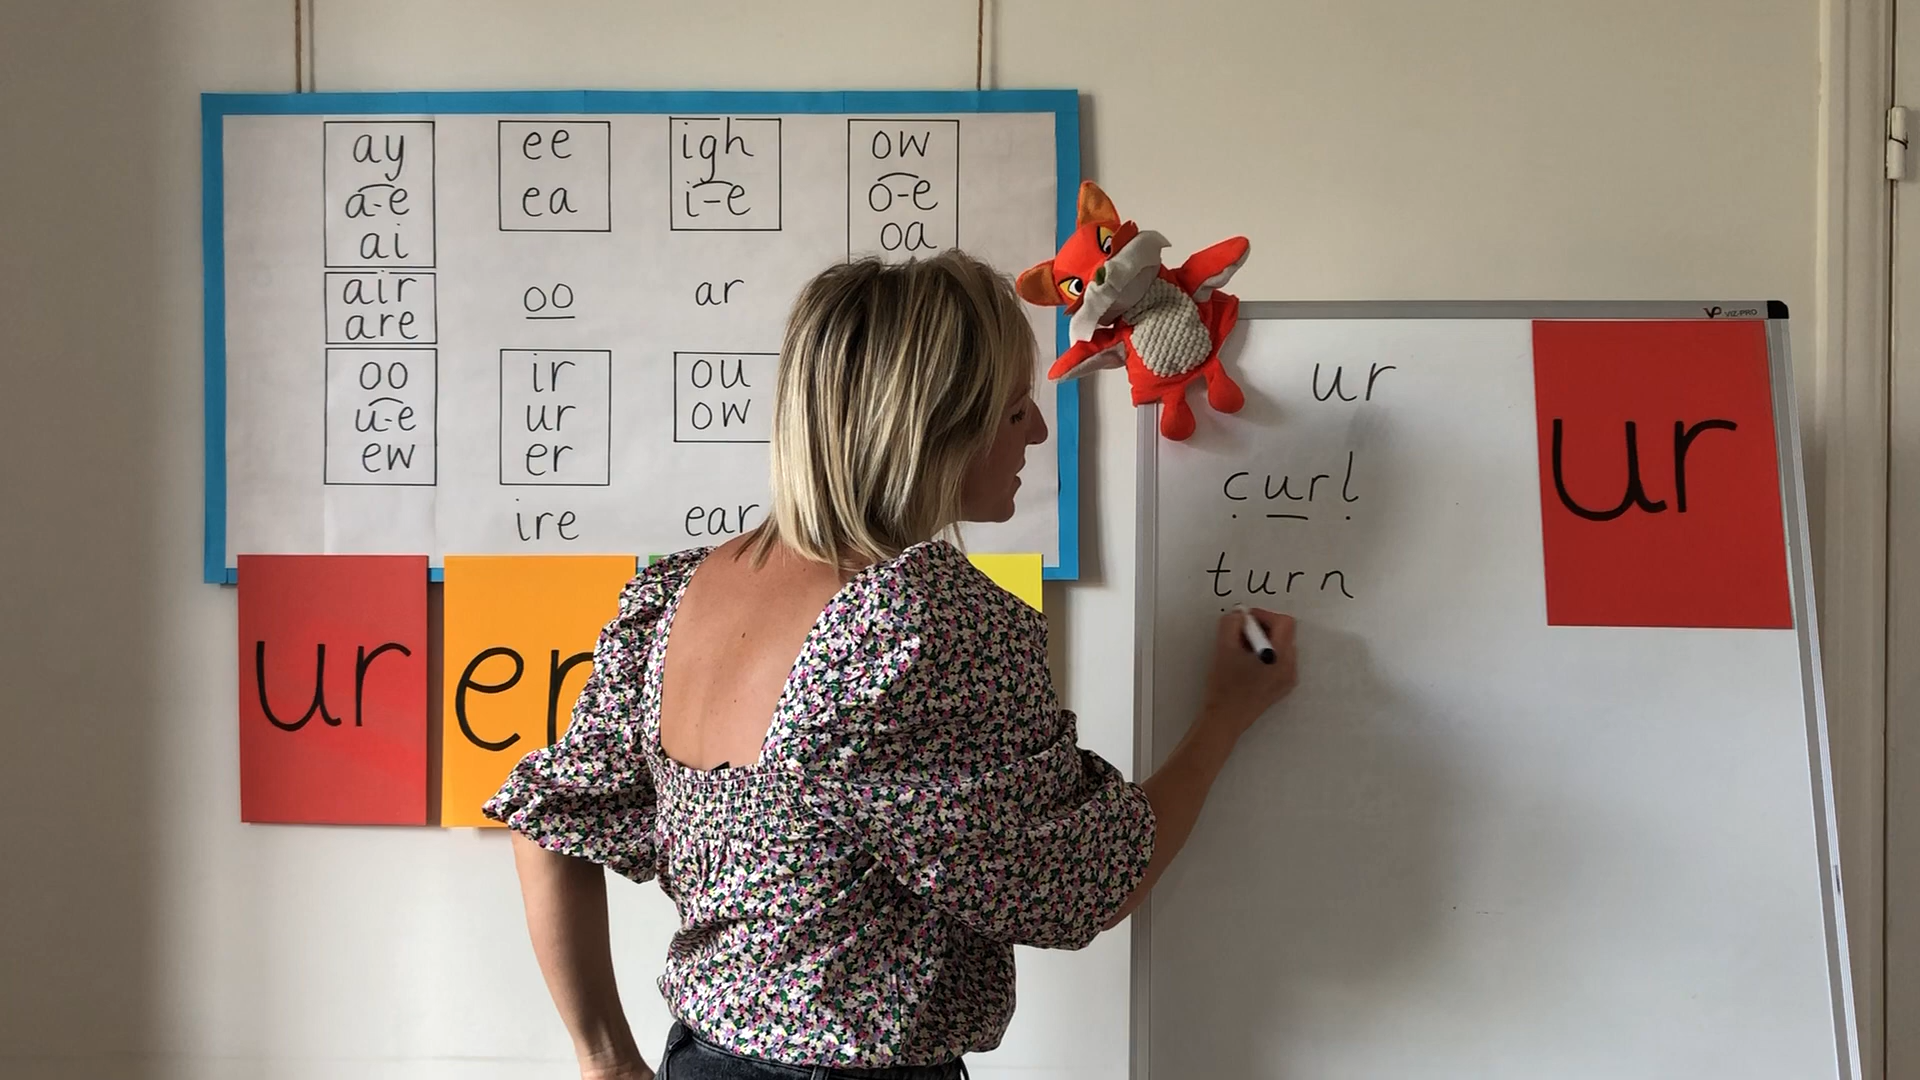 ay
a-e
ai
air
are
oo
u-e
ew
ee
ea
oo
ir
ur
er
ire
igh
i-e
ar
ou
ow
ear
ow
o-e
oa
ur
er
VIZ-PRO
ur
curl
turn
ur